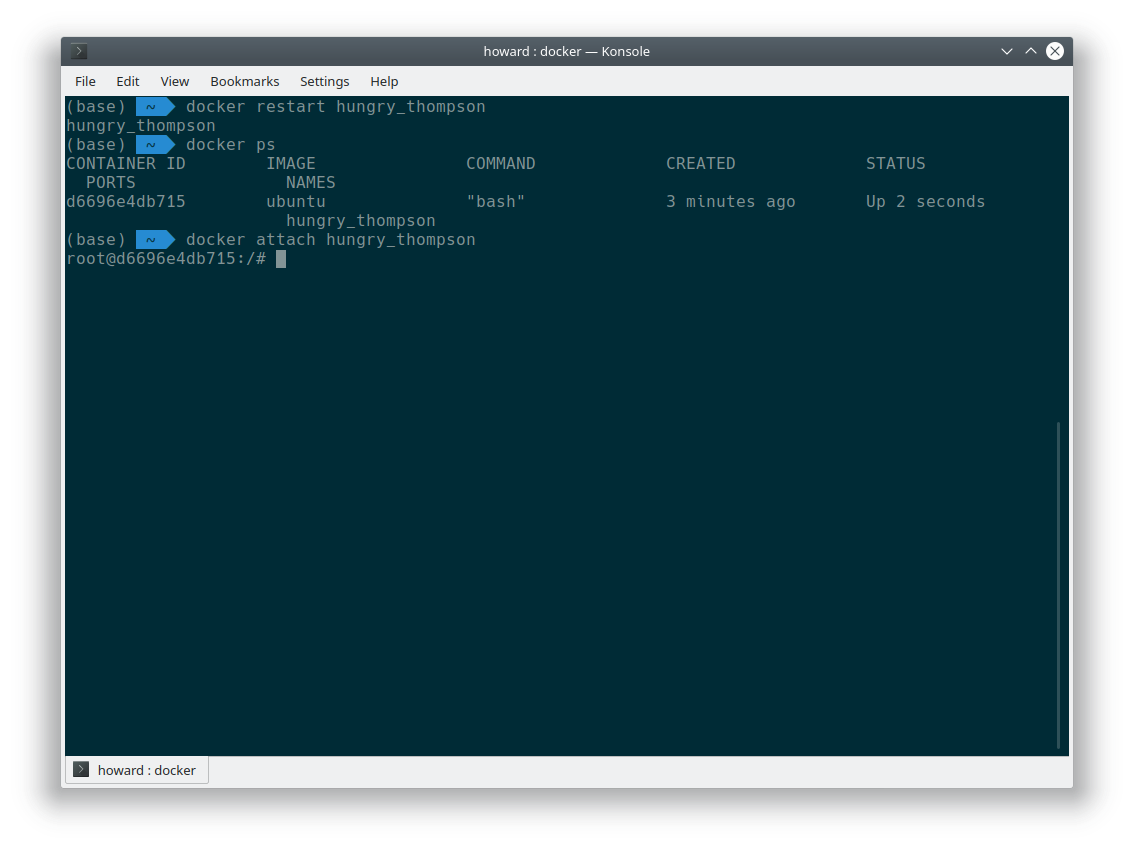 howard : docker — Konsole
File Edit View Bookmarks Settings Help
(base) ~ docker restart hungry_thompson
hungry_thompson
(base) ~ docker ps
CONTAINER ID        IMAGE               COMMAND             CREATED             STATUS
  PORTS               NAMES
d6696e4db715        ubuntu              "bash"              3 minutes ago       Up 2 seconds
                      hungry_thompson
(base) ~ docker attach hungry_thompson
root@d6696e4db715:/#
howard : docker